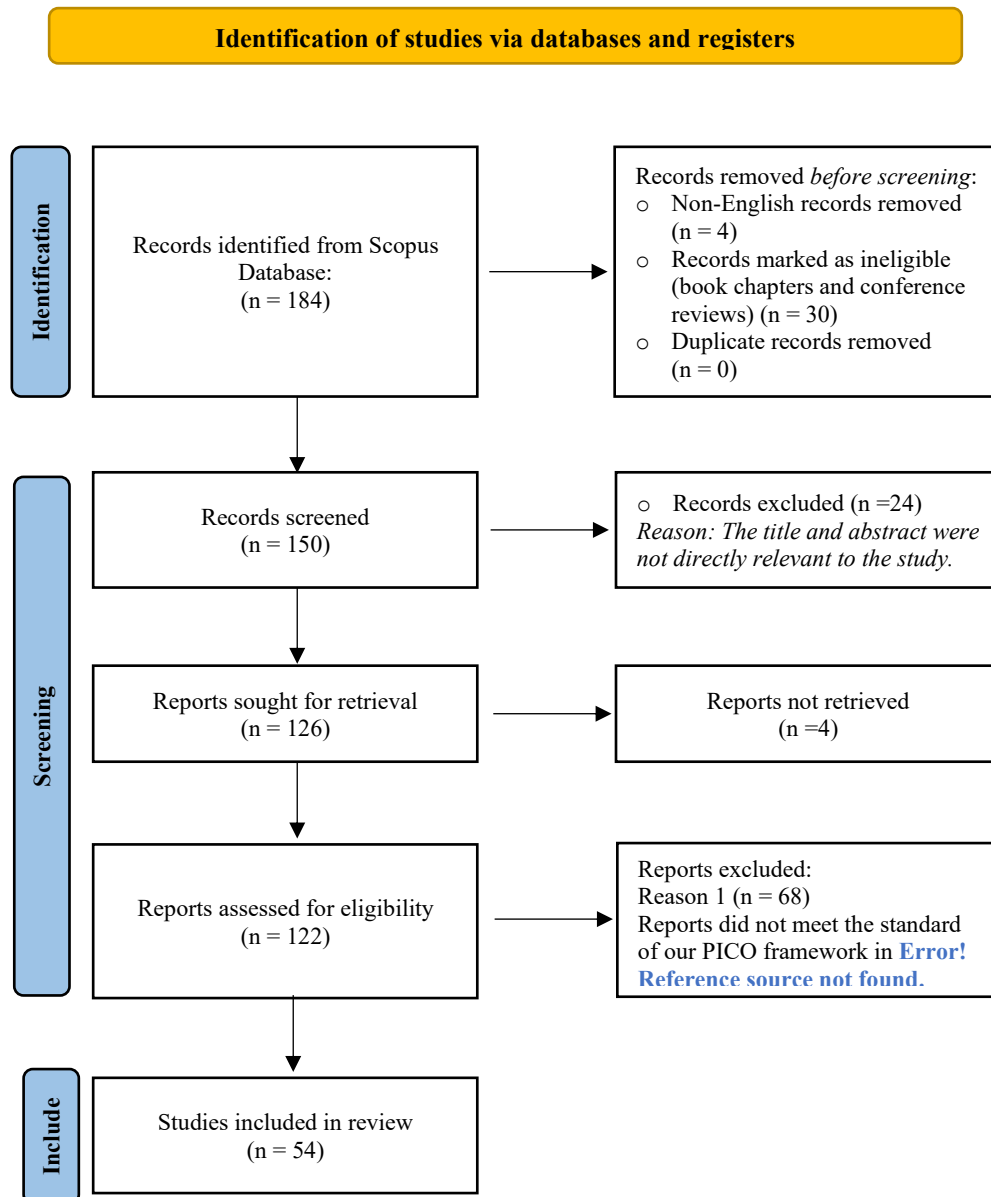 Identification of studies via databases and registers
Identification
Records identified from Scopus
Database:
(n = 184)
Records removed before screening:
o Non-English records removed
(n = 4)
o Records marked as ineligible
(book chapters and conference
reviews) (n = 30)
o Duplicate records removed
(n = 0)
Screening
Records screened
(n = 150)
o Records excluded (n =24)
Reason: The title and abstract were
not directly relevant to the study.
Reports sought for retrieval
(n = 126)
Reports not retrieved
(n =4)
Reports assessed for eligibility
(n = 122)
Reports excluded:
Reason 1 (n = 68)
Reports did not meet the standard
of our PICO framework in Error!
Reference source not found.
Include
Studies included in review
(n = 54)